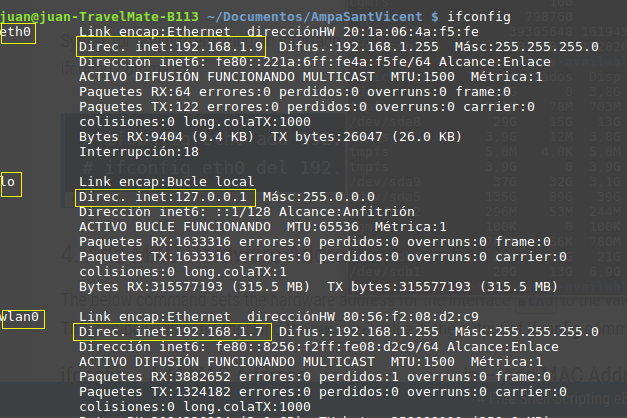 juan@juan-TravelMate-B113 ~/Documentos/AmpaSantVicent $ ifconfig
eth0 Link encap:Ethernet direcciónHW 20:1a:06:4a:f5:fe
Direc. inet:192.168.1.9 Difus.:192.168.1.255 Másc:255.255.255.0
Dirección inet6: fe80::221a:6ff:fe4a:f5fe/64 Alcance:Enlace
ACTIVO DIFUSIÓN FUNCIONANDO MULTICAST MTU:1500 Métrica:1
Paquetes RX:64 errores:0 perdidos:0 overruns:0 frame:0
Paquetes TX:122 errores:0 perdidos:0 overruns:0 carrier:0
colisiones:0 long.colaTX:1000
Bytes RX:9404 (9.4 KB) TX bytes:26047 (26.0 KB)
Interrupción:18
lo Link encap:Bucle local
Direc. inet:127.0.0.1 Másc:255.0.0.0
Dirección inet6: ::1/128 Alcance:Anfitrión
ACTIVO BUCLE FUNCIONANDO MTU:65536 Métrica:1
Paquetes RX:1633316 errores:0 perdidos:0 overruns:0 frame:0
Paquetes TX:1633316 errores:0 perdidos:0 overruns:0 carrier:0
colisiones:0 long.colaTX:1
Bytes RX:315577193 (315.5 MB) TX bytes:315577193 (315.5 MB)
wlan0 Link encap:Ethernet direcciónHW 80:56:f2:08:d2:c9
Direc. inet:192.168.1.7 Difus.:192.168.1.255 Másc:255.255.255.0
Dirección inet6: fe80::8256:f2ff:fe08:d2c9/64 Alcance:Enlace
ACTIVO DIFUSIÓN FUNCIONANDO MULTICAST MTU:1500 Métrica:1
Paquetes RX:3882652 errores:0 perdidos:1 overruns:0 frame:0
Paquetes TX:1324182 errores:0 perdidos:0 overruns:0 carrier:0
colisiones:0 long.colaTX:1000